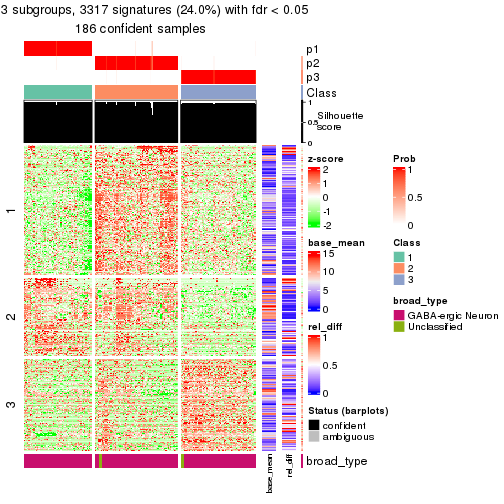 3 subgroups, 3317 signatures (24.0%) with fdr < 0.05
186 confident samples
p1
p2
p3
Class
1
0.5
0
Silhouette
score
1
2
3
base_mean
rel_diff
broad_type
z-score
2
1
0
-1
-2
base_mean
15
10
5
0
rel_diff
1
0.5
0
Status (barplots)
confident
ambiguous
Prob
1
0.5
0
Class
1
2
3
broad_type
GABA-ergic Neuron
Unclassified